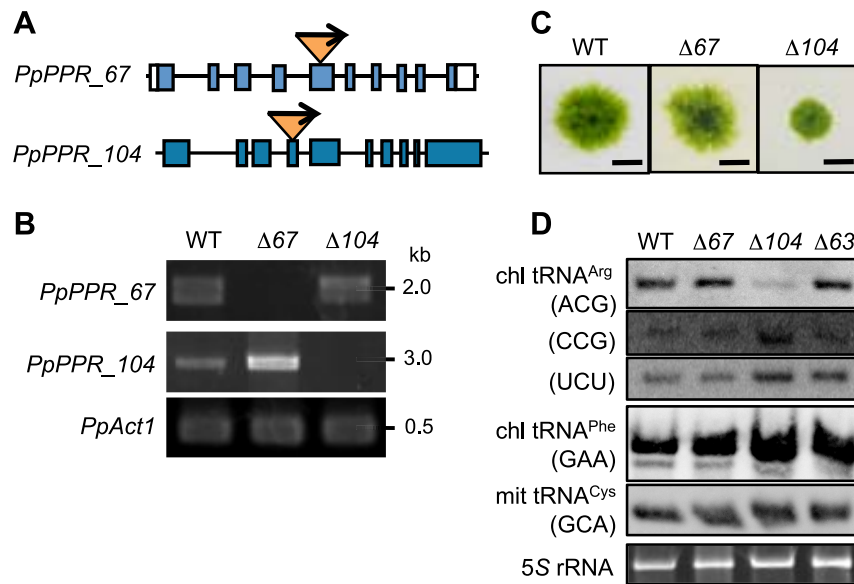 A
PpPPR_67
PpPPR_104
B
WT Δ67 Δ104
kb
PpPPR_67
2.0
PpPPR_104
3.0
PpAct1
0.5
C
WT Δ67 Δ104
D
WT Δ67 Δ104 Δ63
chl tRNAArg
(ACG)
(CCG)
(UCU)
chl tRNAPhe
(GAA)
mit tRNACys
(GCA)
5S rRNA